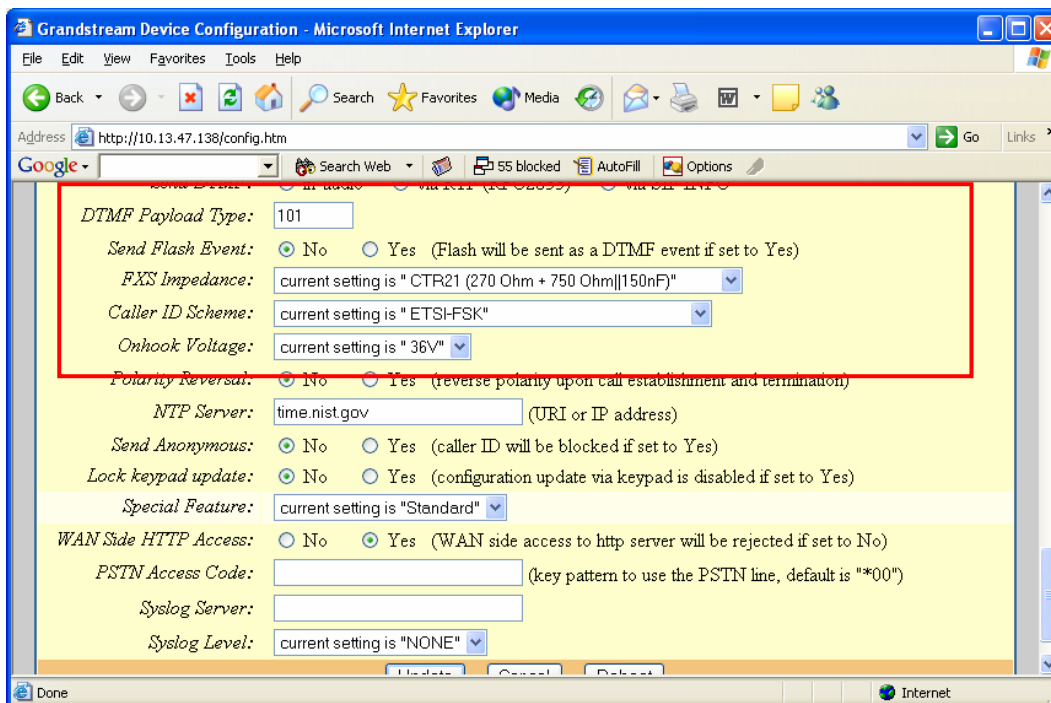 Grandstream Device Configuration - Microsoft Internet Explorer
File Edit View Favorites Tools Help
Back Search Favorites Media
Address http://10.13.47.138/config.htm Go Links
Google Search Web 55 blocked AutoFill Options
DTMF Payload Type: 101
Send Flash Event: No Yes (Flash will be sent as a DTMF event if set to Yes)
FXS Impedance: current setting is " CTR21 (270 Ohm + 750 Ohm||150nF)"
Caller ID Scheme: current setting is " ETSI-FSK"
Onhook Voltage: current setting is " 36V"
Polarity Reversal: No Yes (reverse polarity upon call establishment and termination)
NTP Server: time.nist.gov (URI or IP address)
Send Anonymous: No Yes (caller ID will be blocked if set to Yes)
Lock keypad update: No Yes (configuration update via keypad is disabled if set to Yes)
Special Feature: current setting is "Standard"
WAN Side HTTP Access: No Yes (WAN side access to http server will be rejected if set to No)
PSTN Access Code: (key pattern to use the PSTN line, default is "*00")
Syslog Server:
Syslog Level: current setting is "NONE"
Update Cancel Reboot
Done Internet